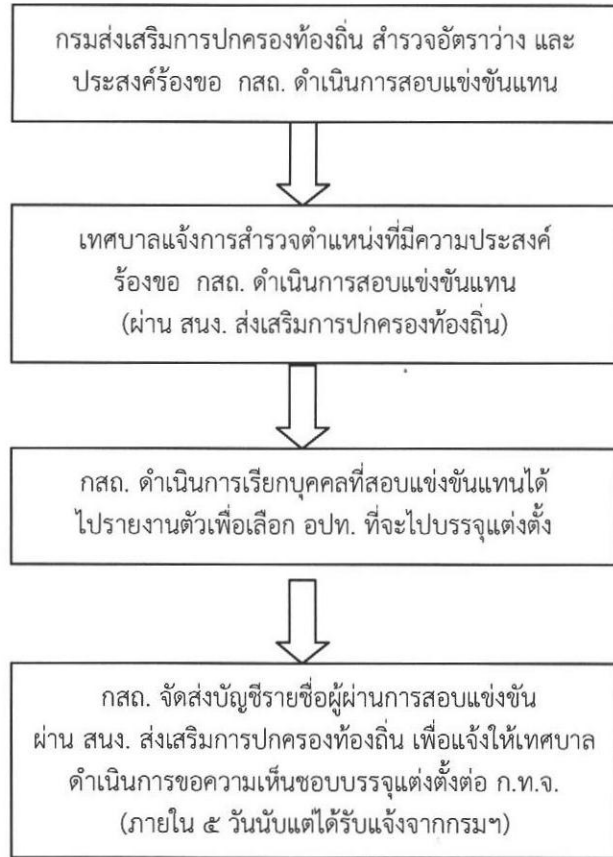 กรมส่งเสริมการปกครองท้องถิ่น สำรวจอัตราว่าง และ
ประสงค์ร้องขอ กสถ. ดำเนินการสอบแข่งขันแทน
เทศบาลแจ้งการสำรวจตำแหน่งที่มีความประสงค์
ร้องขอ กสถ. ดำเนินการสอบแข่งขันแทน
(ผ่าน สนง. ส่งเสริมการปกครองท้องถิ่น)
กสถ. ดำเนินการเรียกบุคคลที่สอบแข่งขันแทนได้
ไปรายงานตัวเพื่อเลือก อปท. ที่จะไปบรรจุแต่งตั้ง
กสถ. จัดส่งบัญชีรายชื่อผู้ผ่านการสอบแข่งขัน
ผ่าน สนง. ส่งเสริมการปกครองท้องถิ่น เพื่อแจ้งให้เทศบาล
ดำเนินการขอความเห็นชอบบรรจุแต่งตั้งต่อ ก.ท.จ.
(ภายใน ๕ วันนับแต่ได้รับแจ้งจากกรมฯ)